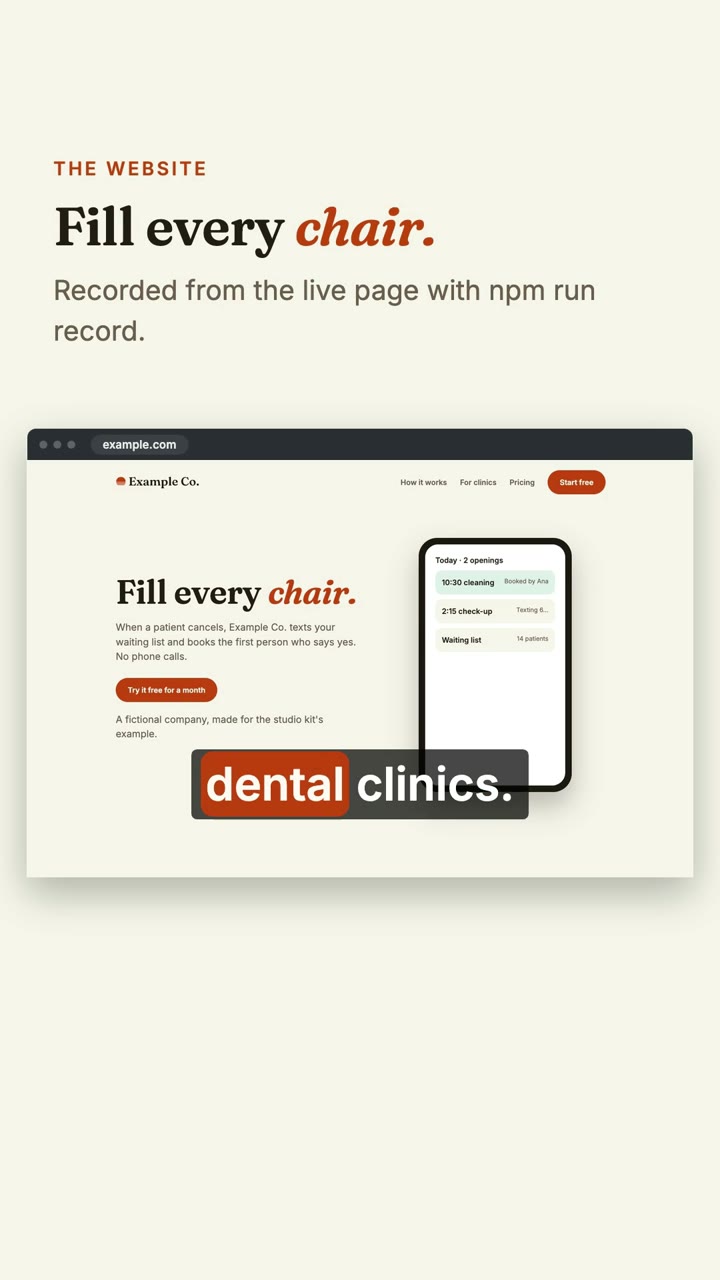 THE WEBSITE
Fill every chair.
Recorded from the live page with npm run
record.
example.com
Example Co.
How it works
For clinics
Pricing
Start free
Fill every chair.
When a patient cancels, Example Co. texts your
waiting list and books the first person who says yes.
No phone calls.
Try it free for a month
A fictional company, made for the studio kit's
example.
Today · 2 openings
10:30 cleaning Booked by Ana
2:15 check-up Texting 6...
Waiting list 14 patients
dental clinics.